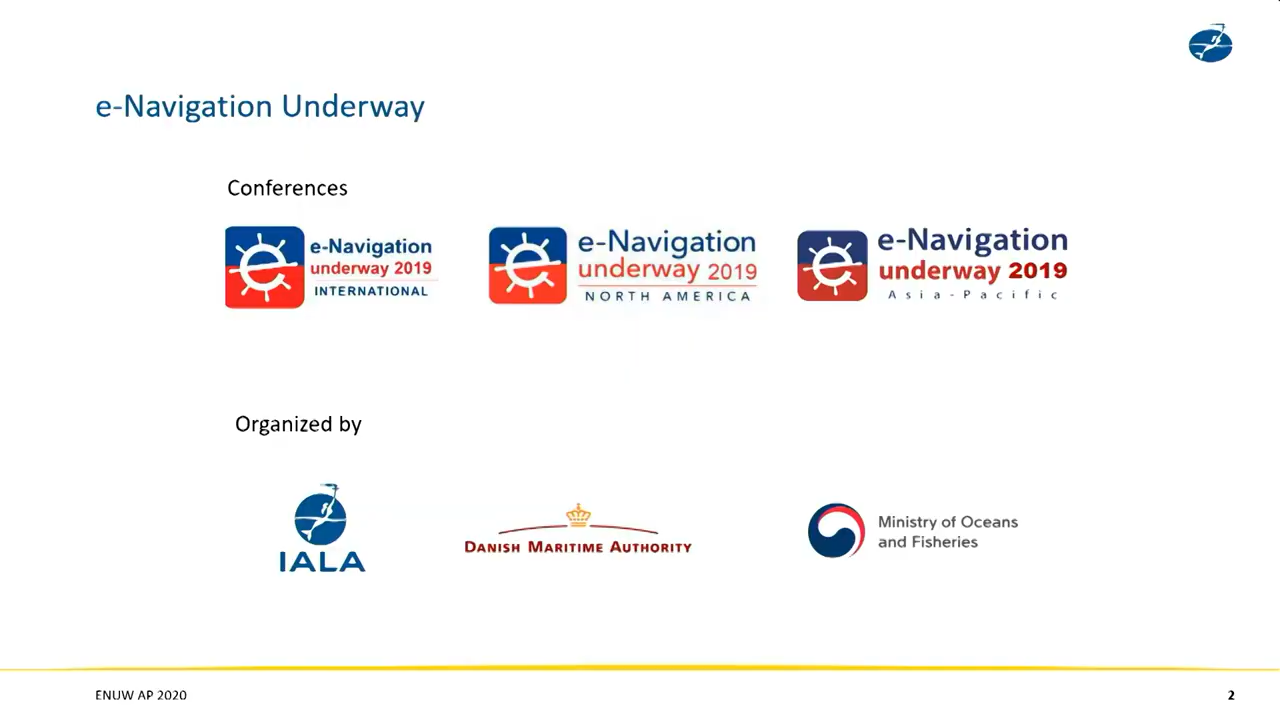 e-Navigation Underway
Conferences
e-Navigation
underway 2019
INTERNATIONAL
e-Navigation
underway 2019
NORTH AMERICA
e-Navigation
underway 2019
Asia-Pacific
Organized by
IALA
DANISH MARITIME AUTHORITY
Ministry of Oceans
and Fisheries
ENUW AP 2020
2